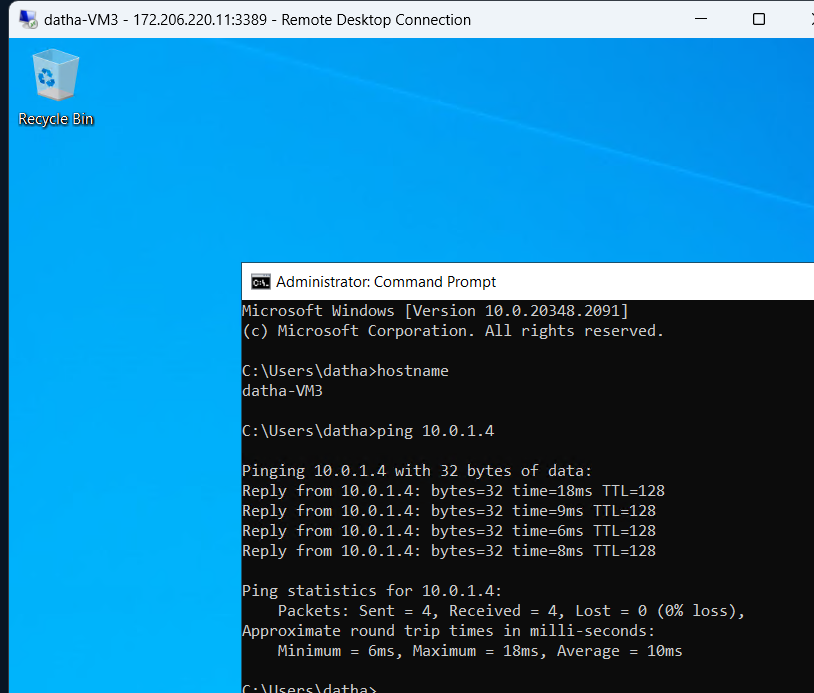 datha-VM3 - 172.206.220.11:3389 - Remote Desktop Connection
Recycle Bin
Administrator: Command Prompt
Microsoft Windows [Version 10.0.20348.2091]
(c) Microsoft Corporation. All rights reserved.
C:\Users\datha>hostname
datha-VM3
C:\Users\datha>ping 10.0.1.4
Pinging 10.0.1.4 with 32 bytes of data:
Reply from 10.0.1.4: bytes=32 time=18ms TTL=128
Reply from 10.0.1.4: bytes=32 time=9ms TTL=128
Reply from 10.0.1.4: bytes=32 time=6ms TTL=128
Reply from 10.0.1.4: bytes=32 time=8ms TTL=128
Ping statistics for 10.0.1.4:
    Packets: Sent = 4, Received = 4, Lost = 0 (0% loss),
Approximate round trip times in milli-seconds:
    Minimum = 6ms, Maximum = 18ms, Average = 10ms
C:\Users\datha>